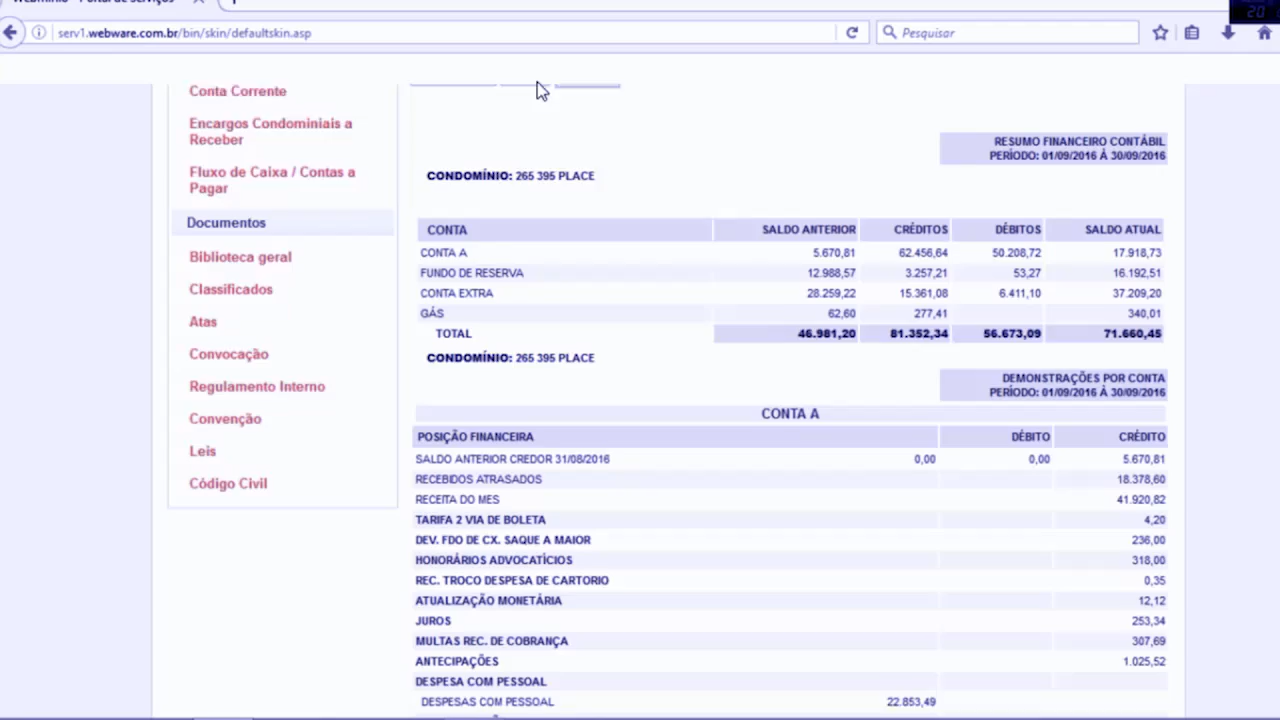 serv1.webware.com.br/bin/skin/defaultskin.asp
Pesquisar
20
Conta Corrente
Encargos Condominiais a
Receber
Fluxo de Caixa / Contas a
Pagar
Documentos
Biblioteca geral
Classificados
Atas
Convocação
Regulamento Interno
Convenção
Leis
Código Civil
RESUMO FINANCEIRO CONTÁBIL
PERÍODO: 01/09/2016 À 30/09/2016
CONDOMÍNIO: 265 395 PLACE
CONTA SALDO ANTERIOR CRÉDITOS DÉBITOS SALDO ATUAL
CONTA A 5.670,81 62.456,64 50.208,72 17.918,73
FUNDO DE RESERVA 12.988,57 3.257,21 53,27 16.192,51
CONTA EXTRA 28.259,22 15.361,08 6.411,10 37.209,20
GÁS 62,60 277,41 340,01
TOTAL 46.981,20 81.352,34 56.673,09 71.660,45
CONDOMÍNIO: 265 395 PLACE
DEMONSTRAÇÕES POR CONTA
PERÍODO: 01/09/2016 À 30/09/2016
CONTA A
POSIÇÃO FINANCEIRA DÉBITO CRÉDITO
SALDO ANTERIOR CREDOR 31/08/2016 0,00 0,00 5.670,81
RECEBIDOS ATRASADOS 18.378,60
RECEITA DO MES 41.920,82
TARIFA 2 VIA DE BOLETA 4,20
DEV. FDO DE CX. SAQUE A MAIOR 236,00
HONORÁRIOS ADVOCATÍCIOS 318,00
REC. TROCO DESPESA DE CARTORIO 0,35
ATUALIZAÇÃO MONETÁRIA 12,12
JUROS 253,34
MULTAS REC. DE COBRANÇA 307,69
ANTECIPAÇÕES 1.025,52
DESPESA COM PESSOAL
DESPESAS COM PESSOAL 22.853,49